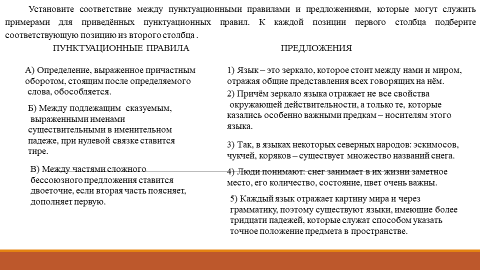 Установите соответствие между пунктуационными правилами и предложениями, которые могут служить
примерами для приведённых пунктуационных правил. К каждой позиции первого столбца подберите
соответствующую позицию из второго столбца .
ПУНКТУАЦИОННЫЕ ПРАВИЛА
ПРЕДЛОЖЕНИЯ
А) Определение, выраженное причастным
оборотом, стоящим после определяемого
слова, обособляется.
Б) Между подлежащим сказуемым,
выраженными именами
существительными в именительном
падеже, при нулевой связке ставится
тире.
В) Между частями сложного
бессоюзного предложения ставится
двоеточие, если вторая часть поясняет,
дополняет первую.
1) Язык – это зеркало, которое стоит между нами и миром,
отражая общие представления всех говорящих на нём.
2) Причём зеркало языка отражает не все свойства
окружающей действительности, а только те, которые
казались особенно важными предкам – носителям этого
языка.
3) Так, в языках некоторых северных народов: эскимосов,
чукчей, коряков – существует множество названий снега.
4) Люди понимают: снег занимает в их жизни заметное
место, его количество, состояние, цвет очень важны.
5) Каждый язык отражает картину мира и через
грамматику, поэтому существуют языки, имеющие более
тридцати падежей, которые служат способом указать
точное положение предмета в пространстве.